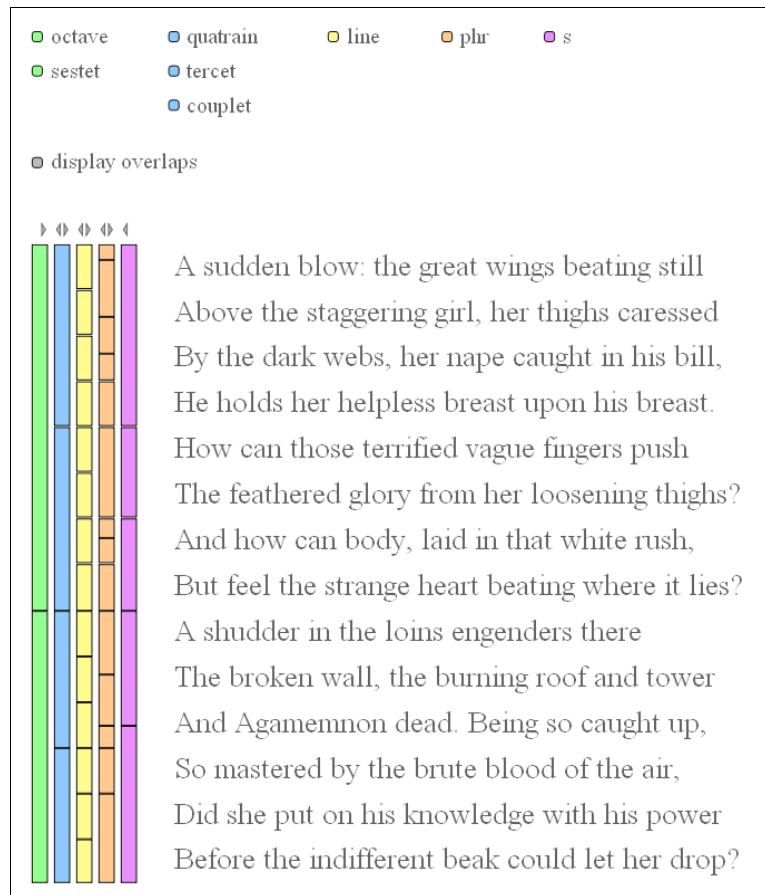 octave quatrain line phr s
sestet tercet
couplet
display overlaps
A sudden blow: the great wings beating still
Above the staggering girl, her thighs caressed
By the dark webs, her nape caught in his bill,
He holds her helpless breast upon his breast.
How can those terrified vague fingers push
The feathered glory from her loosening thighs?
And how can body, laid in that white rush,
But feel the strange heart beating where it lies?
A shudder in the loins engenders there
The broken wall, the burning roof and tower
And Agamemnon dead. Being so caught up,
So mastered by the brute blood of the air,
Did she put on his knowledge with his power
Before the indifferent beak could let her drop?